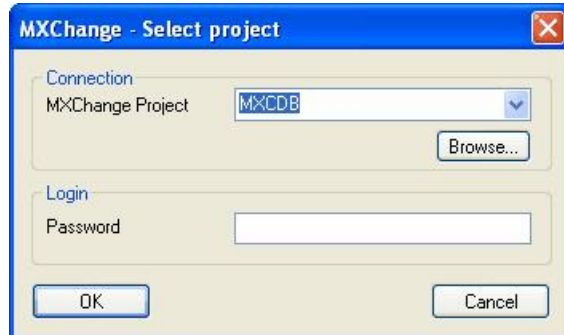 MXChange - Select project
Connection
MXChange Project MXCDB
Browse...
Login
Password
OK Cancel